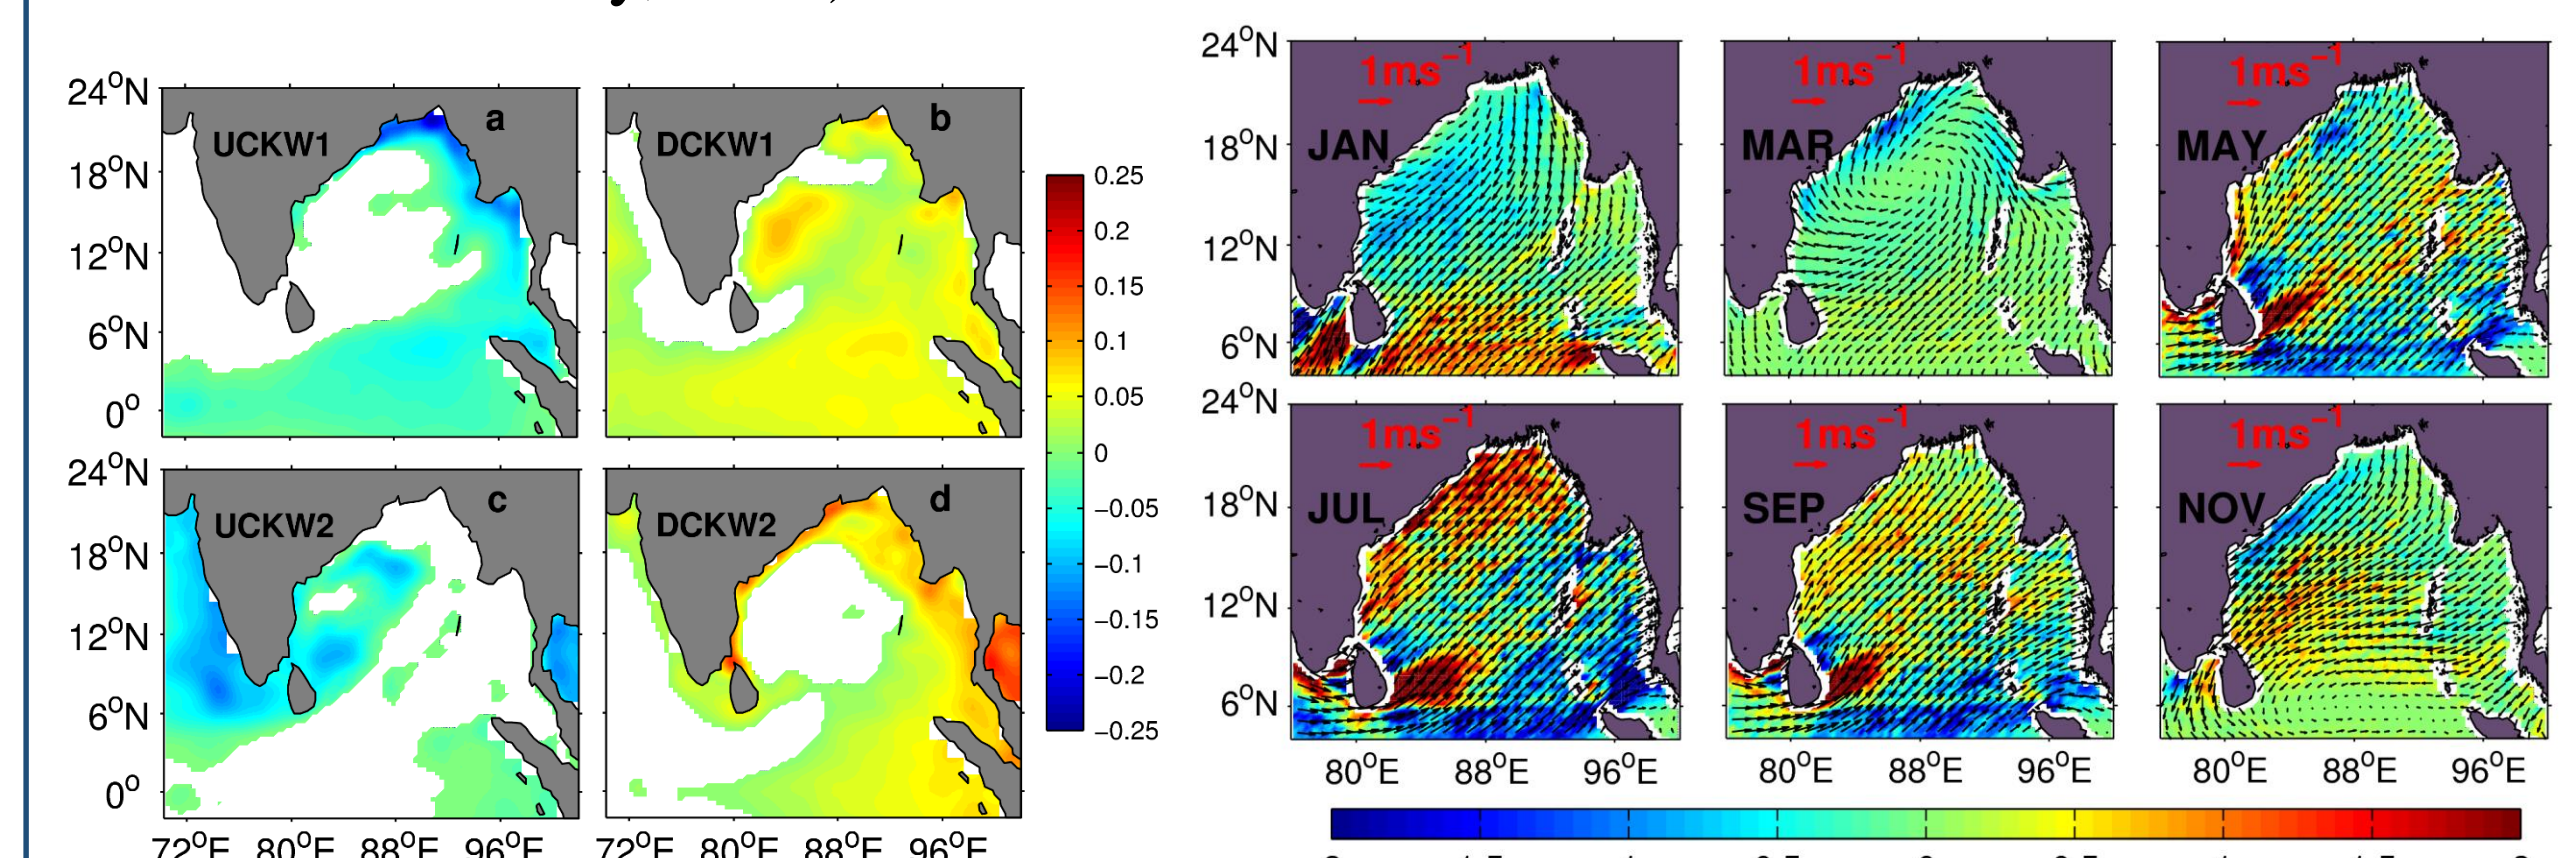 24°N
18°N
12°N
6°N
0°
UCKW1
a
DCKW1
b
24°N
18°N
12°N
6°N
0°
UCKW2
c
DCKW2
d
72°E 80°E 88°E 96°E
72°E 80°E 88°E 96°E
0.25
0.2
0.15
0.1
0.05
0
−0.05
−0.1
−0.15
−0.2
−0.25
24°N
18°N
12°N
6°N
1ms⁻¹
JAN
1ms⁻¹
MAR
1ms⁻¹
MAY
24°N
18°N
12°N
6°N
1ms⁻¹
JUL
1ms⁻¹
SEP
1ms⁻¹
NOV
80°E 88°E 96°E
80°E 88°E 96°E
80°E 88°E 96°E